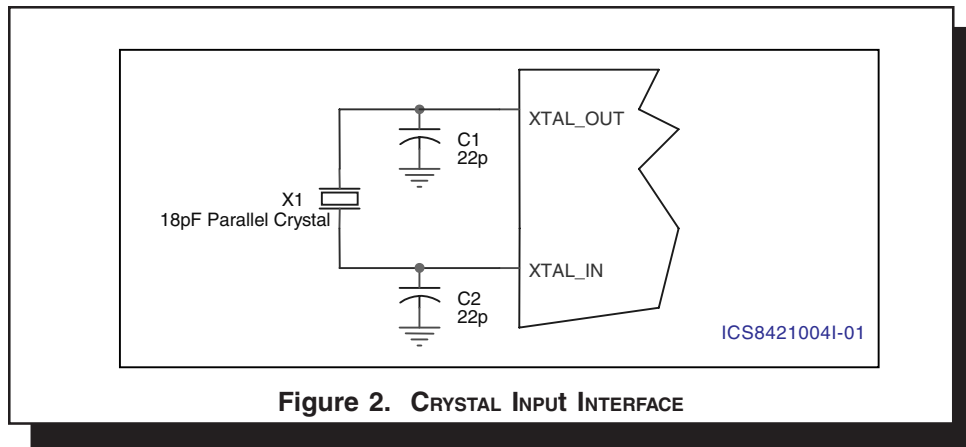 XTAL_OUT
C1
22p
X1
18pF Parallel Crystal
XTAL_IN
C2
22p
ICS8421004I-01
Figure 2. CRYSTAL INPUt INTERFACE